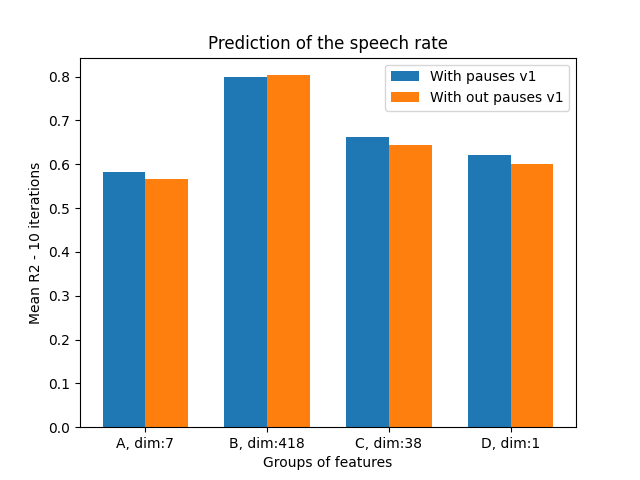 Prediction of the speech rate
With pauses v1
With out pauses v1
Mean R2 - 10 iterations
0.8
0.7
0.6
0.5
0.4
0.3
0.2
0.1
0.0
A, dim:7
B, dim:418
C, dim:38
D, dim:1
Groups of features